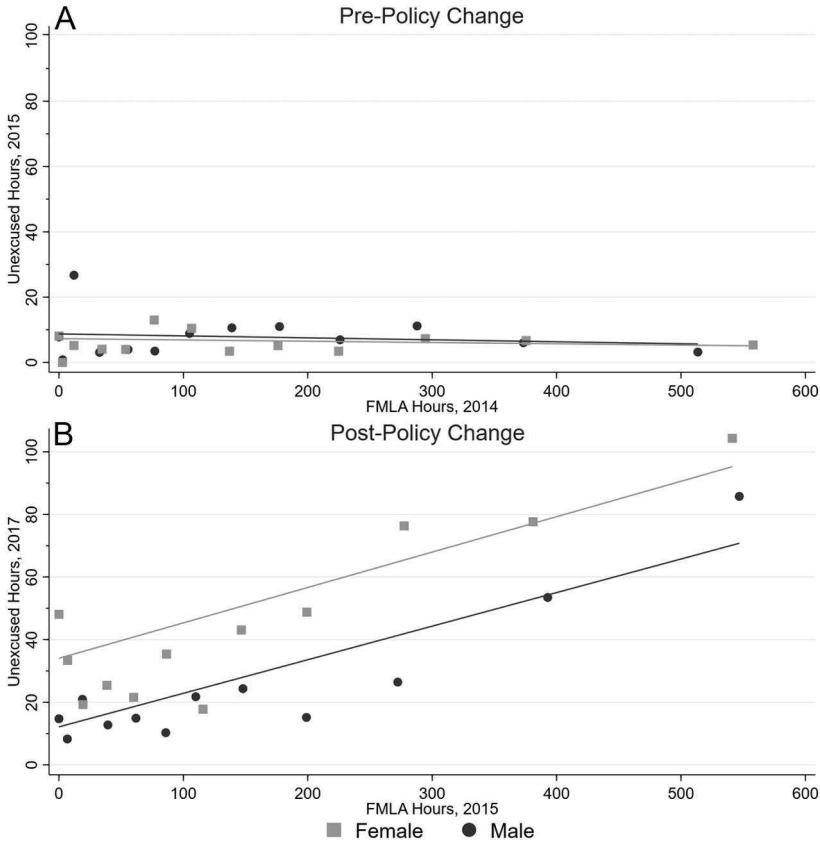 A
Pre-Policy Change
Unexcused Hours, 2015
100
80
60
40
20
0
0 100 200 300 400 500 600
FMLA Hours, 2014
B
Post-Policy Change
Unexcused Hours, 2017
100
80
60
40
20
0
0 100 200 300 400 500 600
FMLA Hours, 2015
Female Male